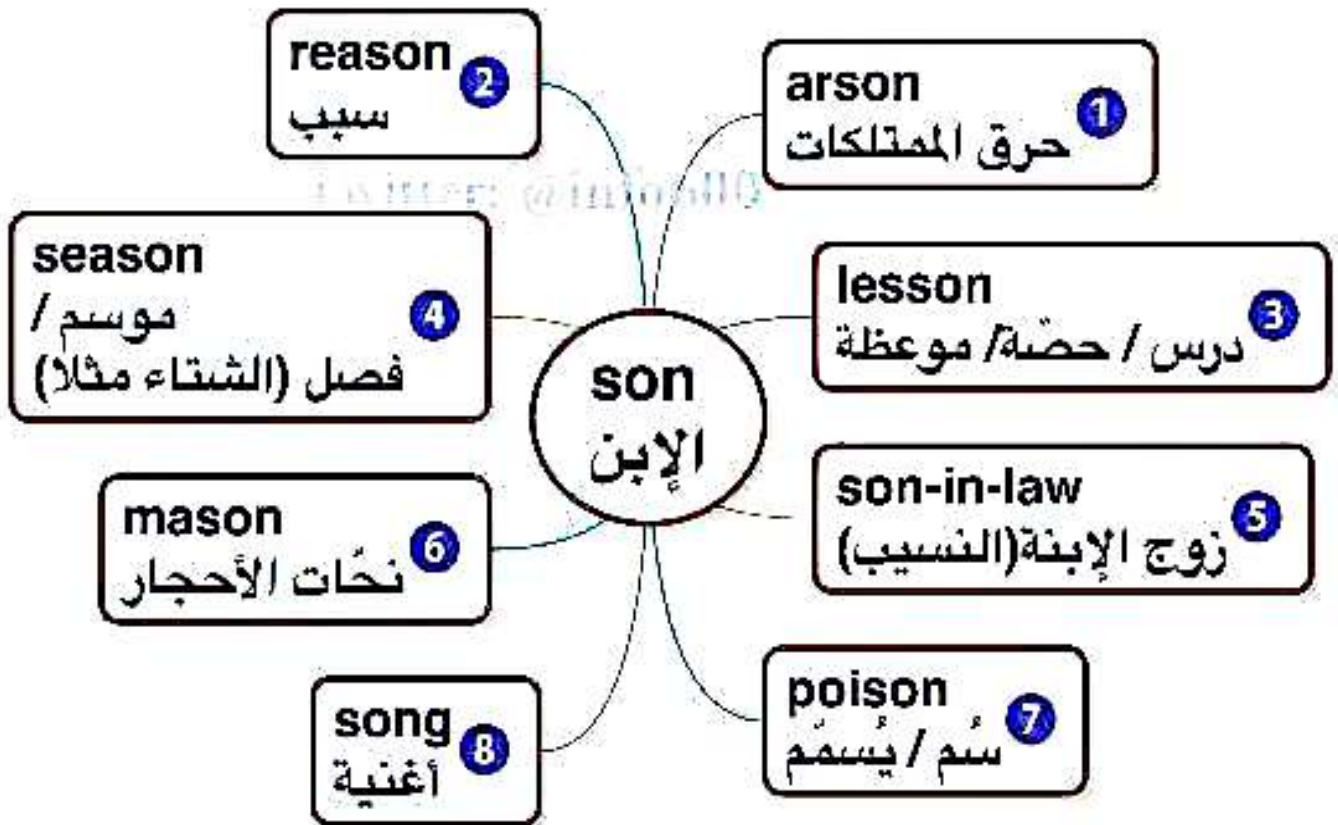 reason
2
سبب
arson
1
حرق الممتلكات
season
4
موسم /
فصل (الشتاء مثلا)
lesson
3
درس / حصّة/ موعظة
son
الإبن
mason
6
نحّات الأحجار
son-in-law
5
زوج الإبنة(النسيب)
song
8
أغنية
poison
7
سُم / يُسمّم